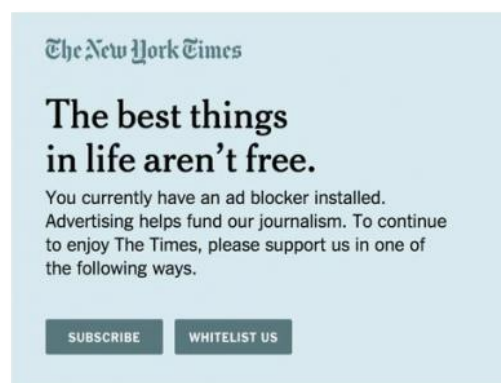 The New York Times
The best things
in life aren’t free.
You currently have an ad blocker installed.
Advertising helps fund our journalism. To continue
to enjoy The Times, please support us in one of
the following ways.
SUBSCRIBE WHITELIST US